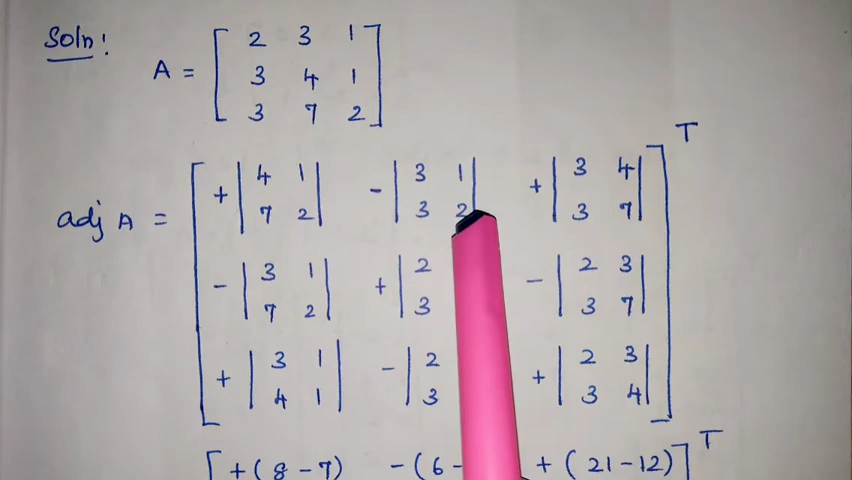 Soln:
A = [ 2 3 1
3 4 1
3 7 2 ]
adj A = [ +| 4 1 | -| 3 1 | +| 3 4 | ]ᵀ
| 7 2 | | 3 2 | | 3 7 |
-| 3 1 | +| 2 -| 2 3 |
| 7 2 | | 3 | 3 7 |
+| 3 1 | -| 2 +| 2 3 |
| 4 1 | | 3 | 3 4 |
[ +(8-7) -(6- +(21-12) ]ᵀ